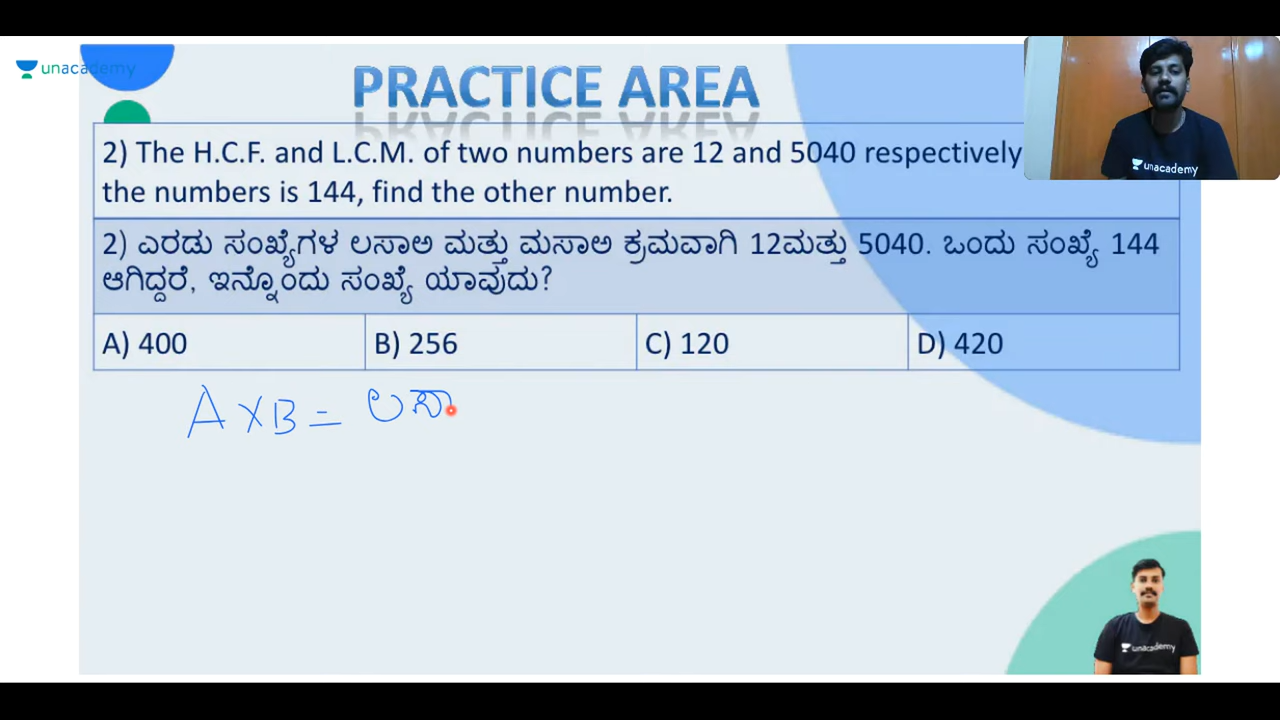 unacademy
PRACTICE AREA
2) The H.C.F. and L.C.M. of two numbers are 12 and 5040 respectively
the numbers is 144, find the other number.
2) ಎರಡು ಸಂಖ್ಯೆಗಳ ಲಸಾಅ ಮತ್ತು ಮಸಾಅ ಕ್ರಮವಾಗಿ 12ಮತ್ತು 5040. ಒಂದು ಸಂಖ್ಯೆ 144
ಆಗಿದ್ದರೆ, ಇನ್ನೊಂದು ಸಂಖ್ಯೆ ಯಾವುದು?
A) 400 B) 256 C) 120 D) 420
A X B = ಲಸಾ
unacademy
unacademy